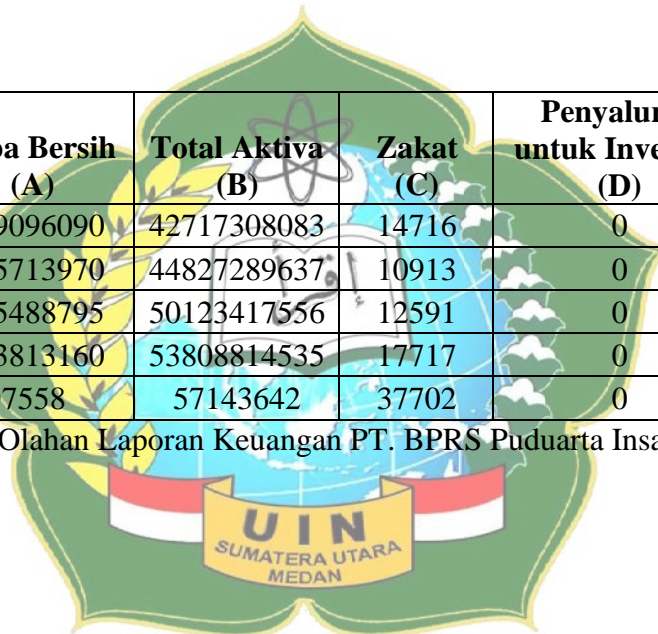 Penyalur
ba Bersih Total Aktiva Zakat untuk Inve
(A) (B) (C) (D)
9096090 42717308083 14716 0
5713970 44827289637 10913 0
5488795 50123417556 12591 0
3813160 53808814535 17717 0
7558 57143642 37702 0
Olahan Laporan Keuangan PT. BPRS Puduarta Insa
UIN
SUMATERA UTARA
MEDAN